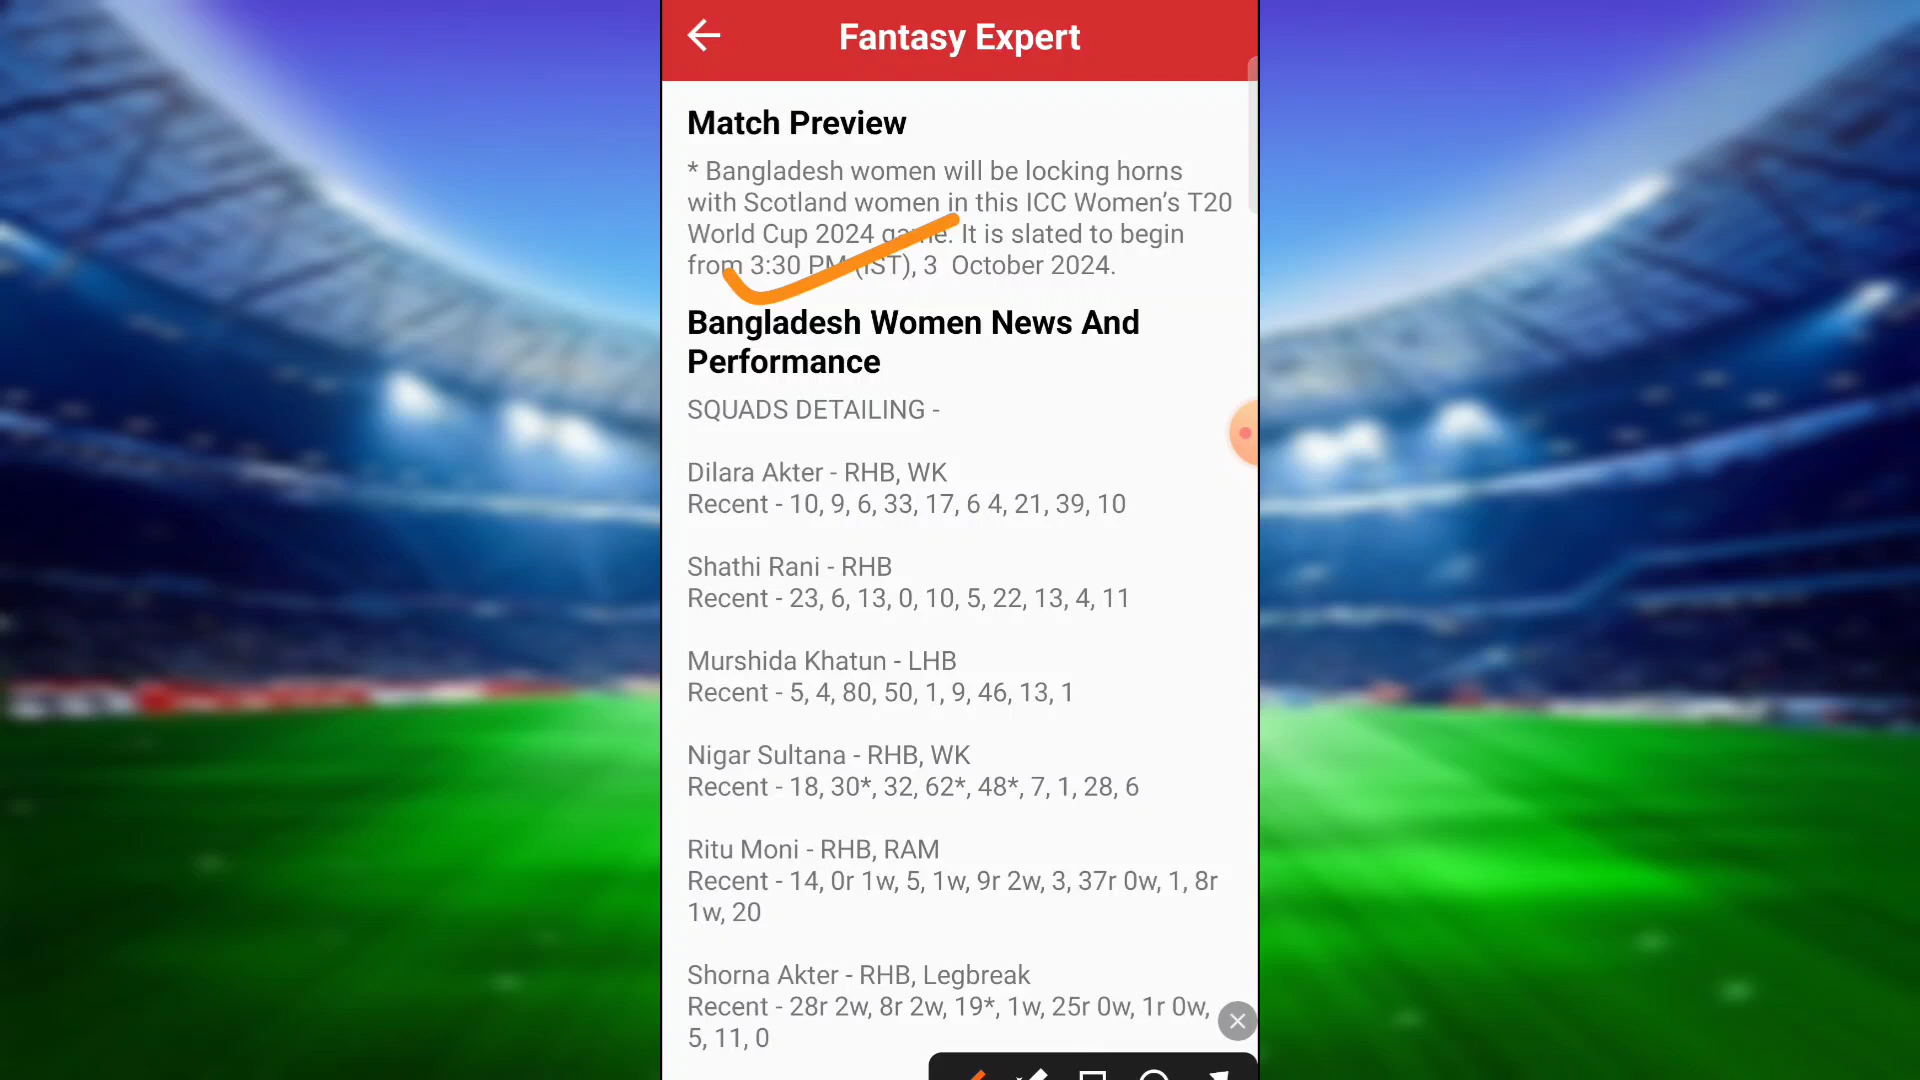 Fantasy Expert
Match Preview
* Bangladesh women will be locking horns
with Scotland women in this ICC Women’s T20
World Cup 2024 game. It is slated to begin
from 3:30 PM (IST), 3 October 2024.
Bangladesh Women News And
Performance
SQUADS DETAILING -
Dilara Akter - RHB, WK
Recent - 10, 9, 6, 33, 17, 6 4, 21, 39, 10
Shathi Rani - RHB
Recent - 23, 6, 13, 0, 10, 5, 22, 13, 4, 11
Murshida Khatun - LHB
Recent - 5, 4, 80, 50, 1, 9, 46, 13, 1
Nigar Sultana - RHB, WK
Recent - 18, 30*, 32, 62*, 48*, 7, 1, 28, 6
Ritu Moni - RHB, RAM
Recent - 14, 0r 1w, 5, 1w, 9r 2w, 3, 37r 0w, 1, 8r
1w, 20
Shorna Akter - RHB, Legbreak
Recent - 28r 2w, 8r 2w, 19*, 1w, 25r 0w, 1r 0w,
5, 11, 0